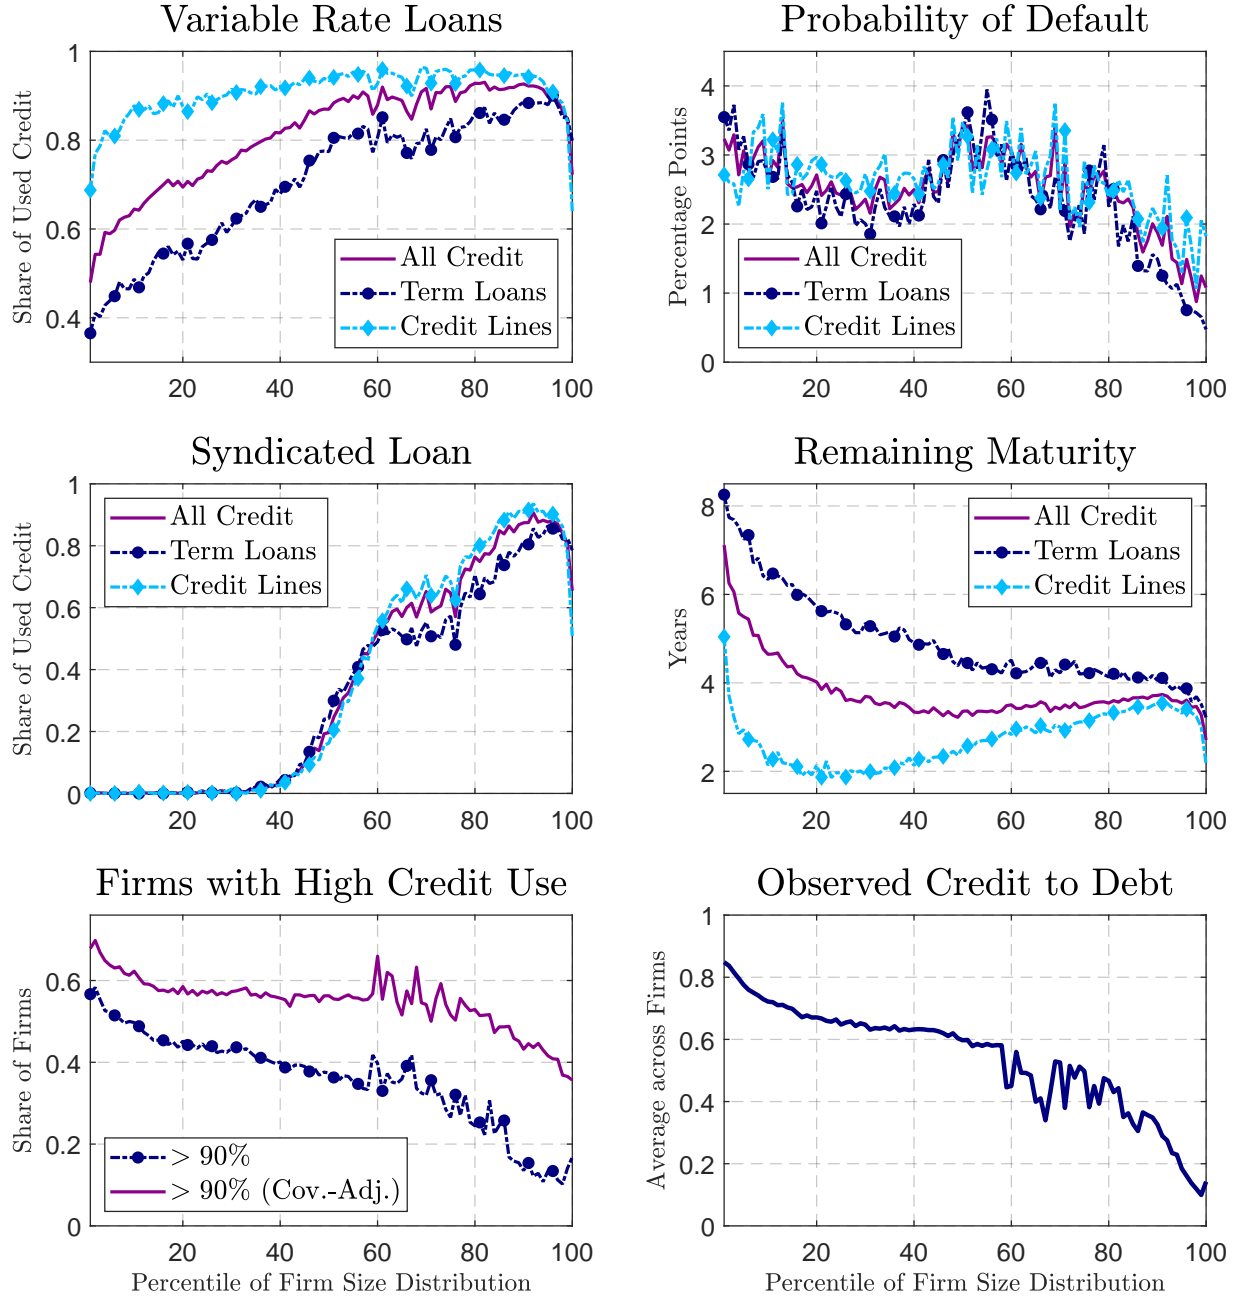 Variable Rate Loans
Share of Used Credit
1
0.8
0.6
0.4
20 40 60 80 100
All Credit
Term Loans
Credit Lines
Probability of Default
Percentage Points
4
3
2
1
0
20 40 60 80 100
All Credit
Term Loans
Credit Lines
Syndicated Loan
Share of Used Credit
1
0.8
0.6
0.4
0.2
0
20 40 60 80 100
All Credit
Term Loans
Credit Lines
Remaining Maturity
Years
8
6
4
2
20 40 60 80 100
All Credit
Term Loans
Credit Lines
Firms with High Credit Use
Share of Firms
0.6
0.4
0.2
0
20 40 60 80 100
> 90%
> 90% (Cov.-Adj.)
Percentile of Firm Size Distribution
Observed Credit to Debt
Average across Firms
1
0.8
0.6
0.4
0.2
0
20 40 60 80 100
Percentile of Firm Size Distribution